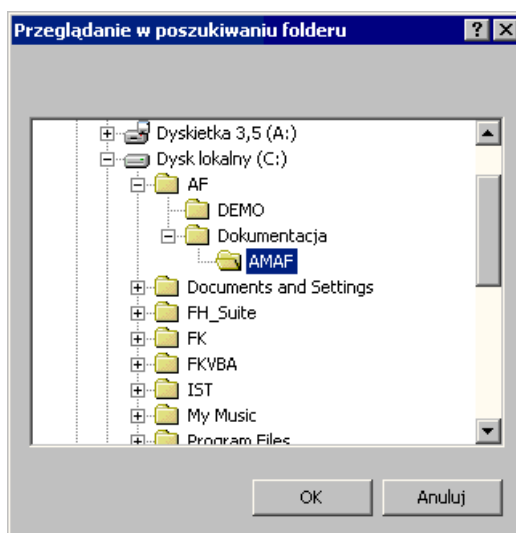 Przeglądanie w poszukiwaniu folderu
Dyskietka 3,5 (A:)
Dysk lokalny (C:)
AF
DEMO
Dokumentacja
AMAF
Documents and Settings
FH_Suite
FK
FKVBA
IST
My Music
Program Files
OK Anuluj